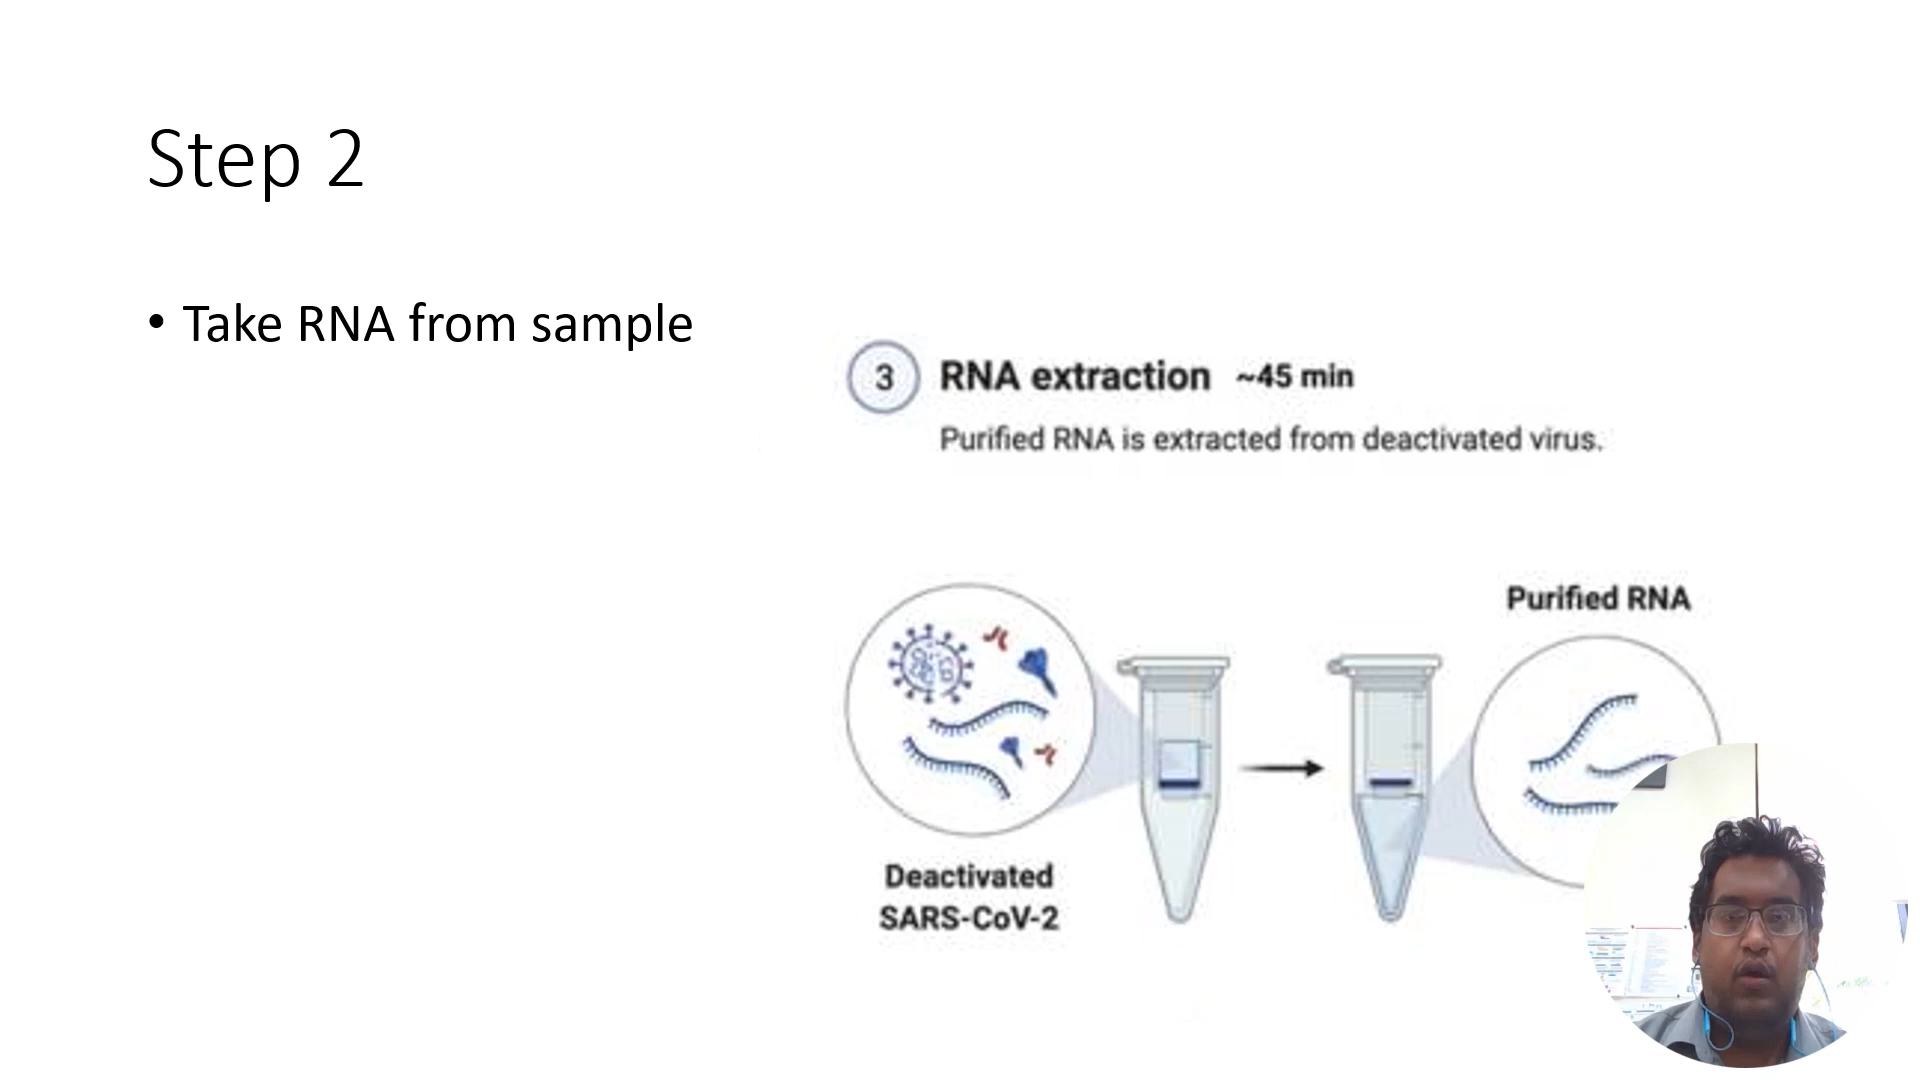 Step 2
• Take RNA from sample
3 RNA extraction ~45 min
Purified RNA is extracted from deactivated virus.
Purified RNA
Deactivated
SARS-CoV-2